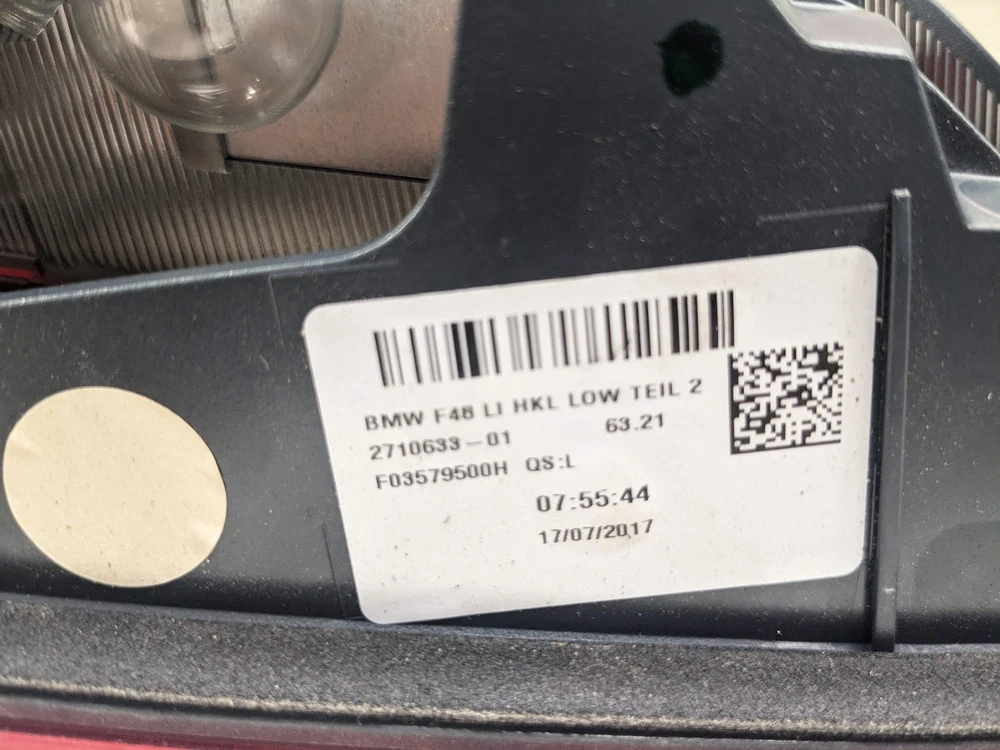 BMW F48 LI HKL LOW TEIL 2
2710633-01 63.21
F03579500H QS:L
07:55:44
17/07/2017